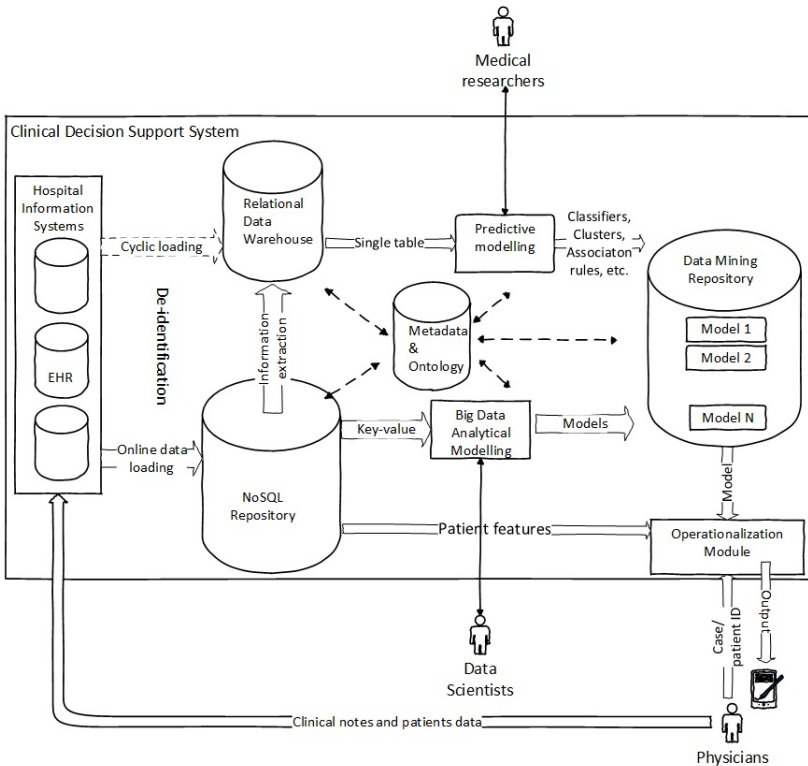 Medical
researchers
Clinical Decision Support System
Hospital
Information
Systems
EHR
Cyclic loading
De-identification
Online data
loading
Relational
Data
Warehouse
Information
extraction
NoSQL
Repository
Single table
Predictive
modelling
Classifiers,
Clusters,
Associaton
rules, etc.
Metadata
&
Ontology
Key-value
Big Data
Analytical
Modelling
Models
Data Mining
Repository
Model 1
Model 2
Model N
Model
Patient features
Operationalization
Module
Case/
patient ID
Output
Data
Scientists
Clinical notes and patients data
Physicians